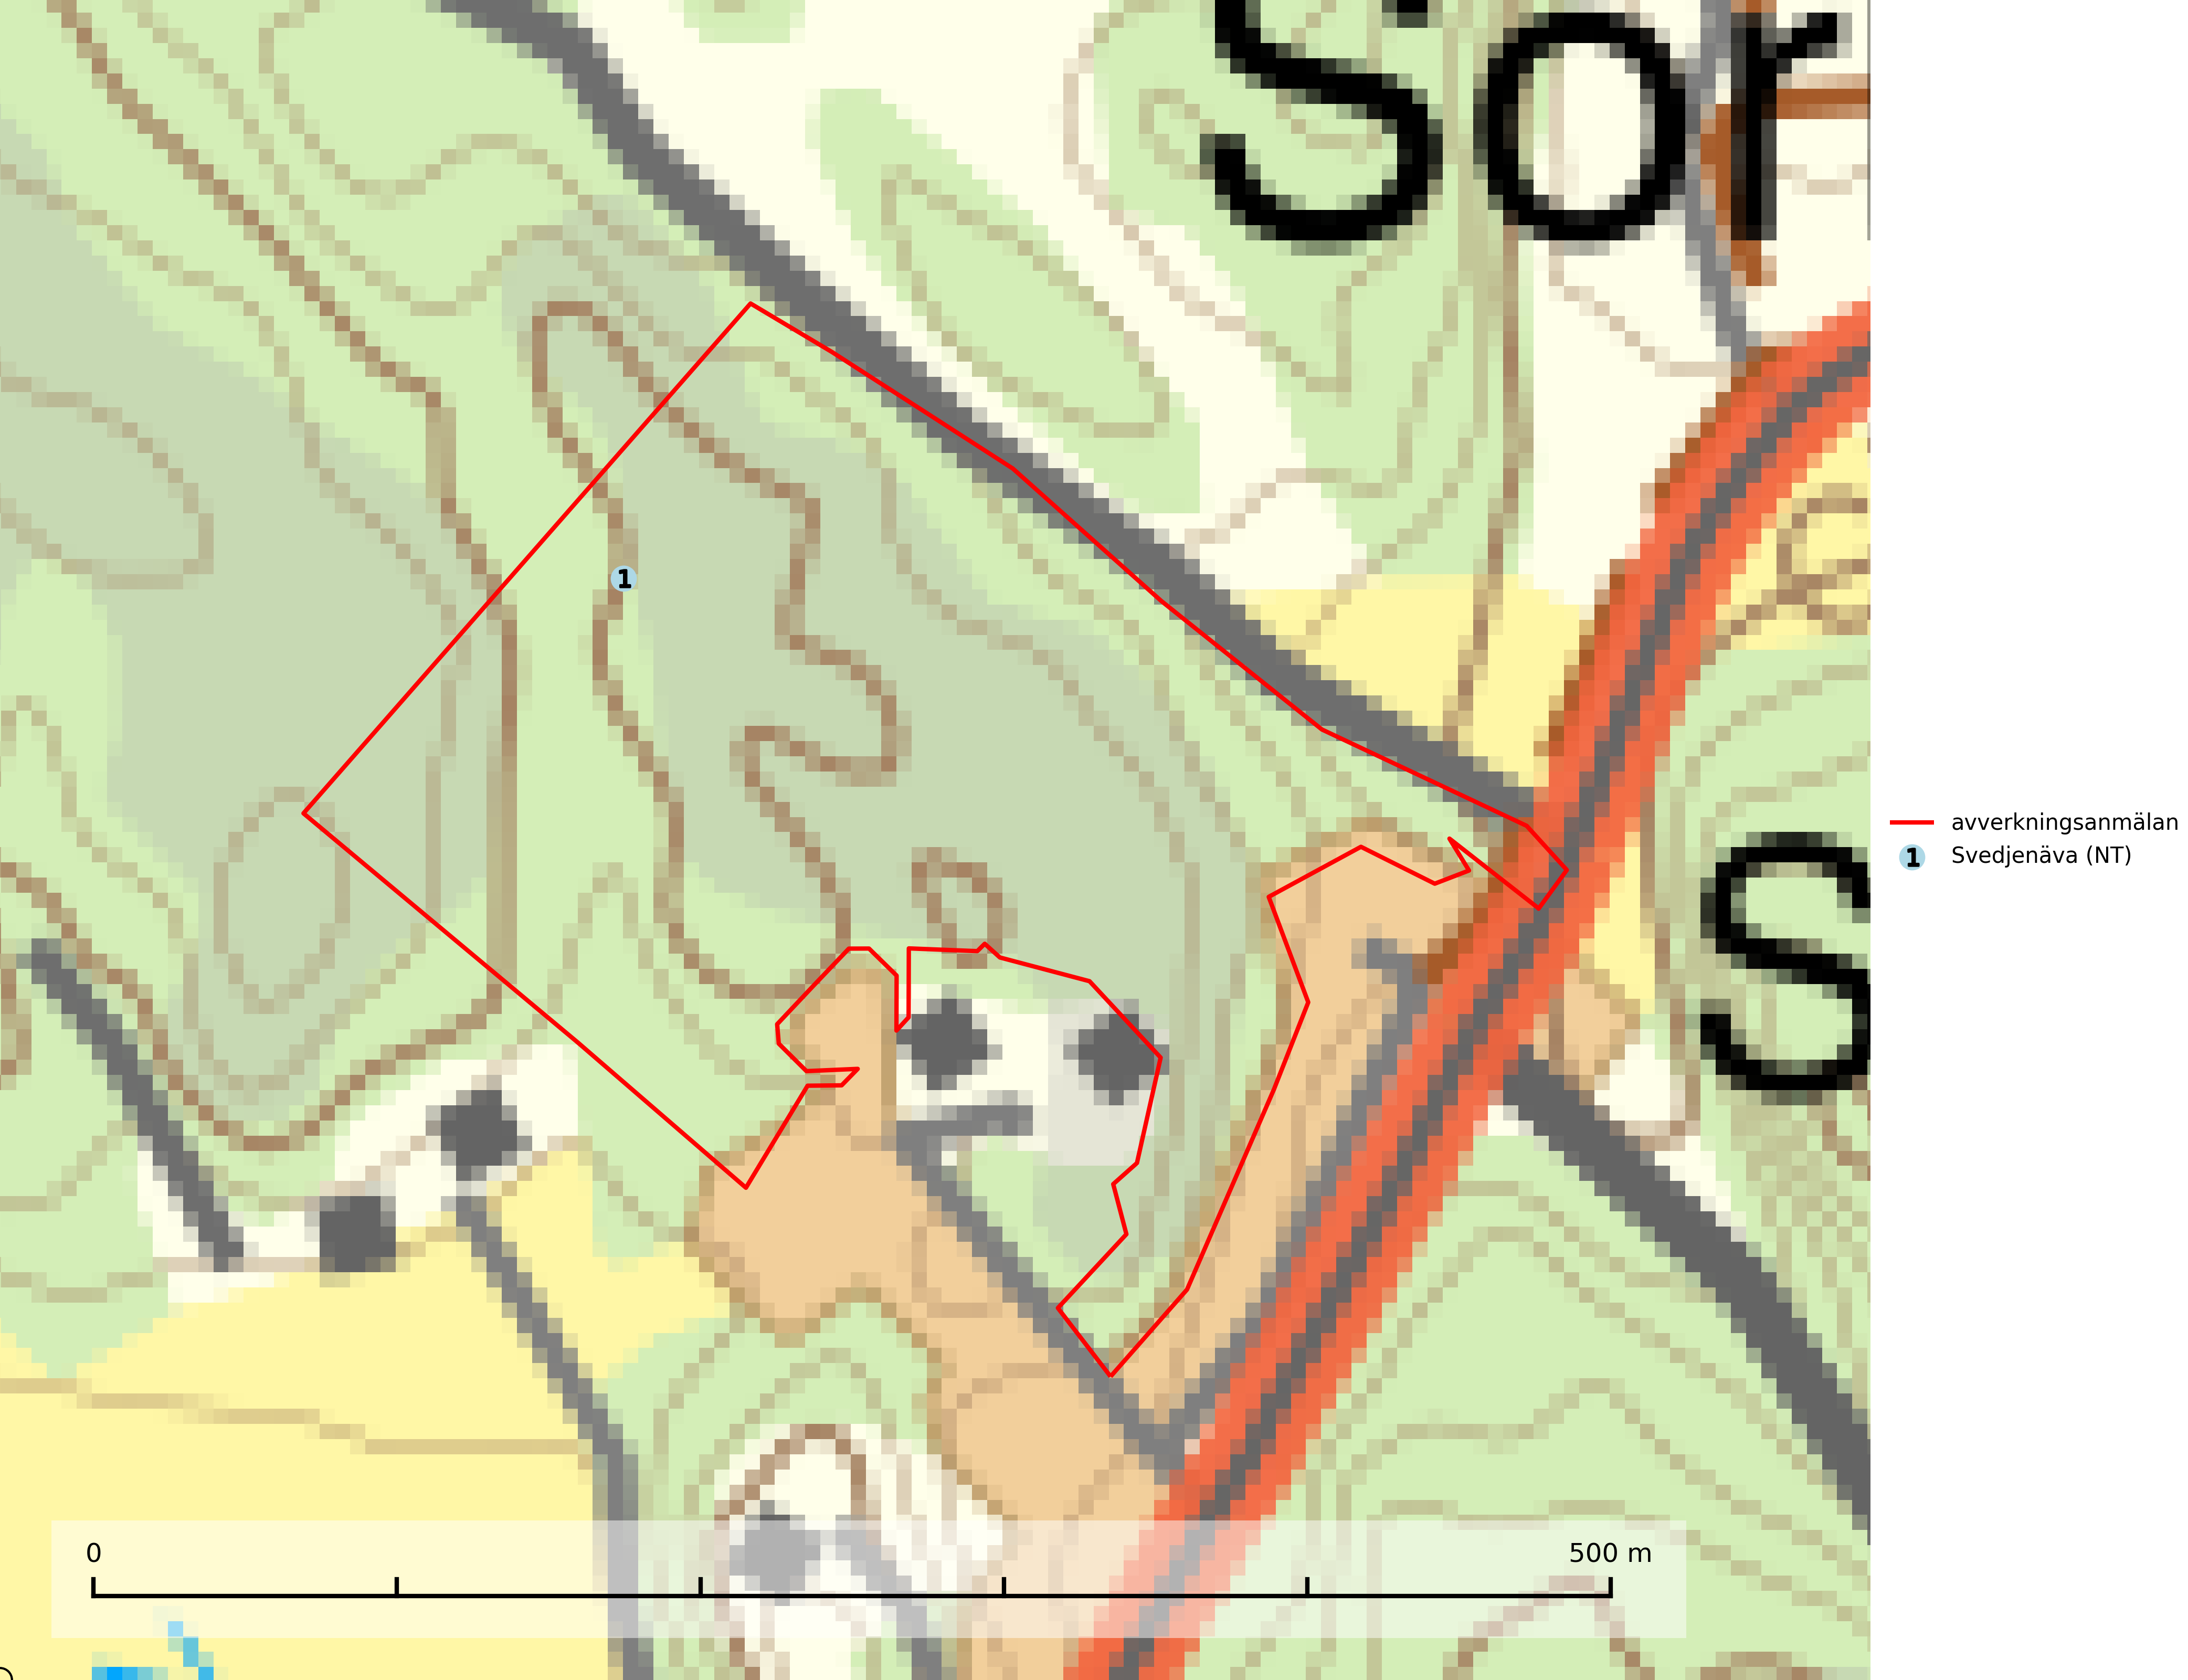 sör
1
avverkningsanmälan
1 Svedjenäva (NT)
s
0
500 m